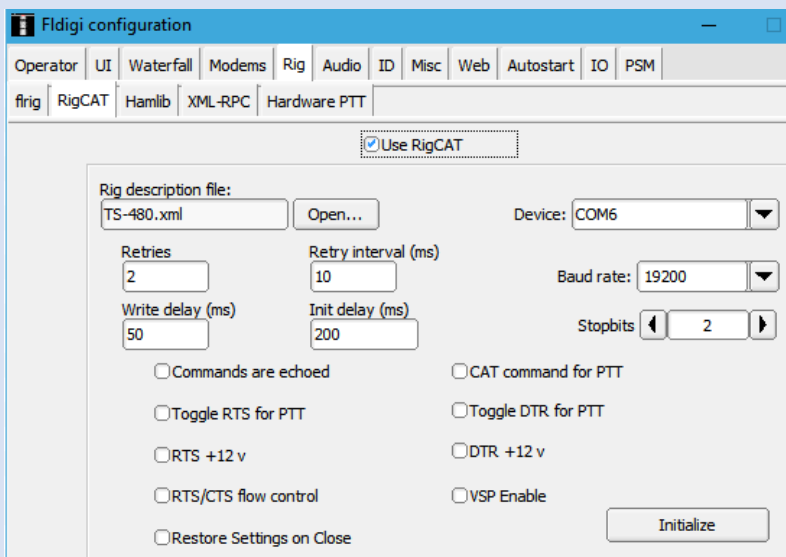 Fldigi configuration
Operator UI Waterfall Modems Rig Audio ID Misc Web Autostart IO PSM
flrig RigCAT Hamlib XML-RPC Hardware PTT
Use RigCAT
Rig description file:
TS-480.xml Open... Device: COM6
Retries Retry interval (ms)
2 10 Baud rate: 19200
Write delay (ms) Init delay (ms)
50 200 Stopbits 2
Commands are echoed CAT command for PTT
Toggle RTS for PTT Toggle DTR for PTT
RTS +12 v DTR +12 v
RTS/CTS flow control VSP Enable
Restore Settings on Close Initialize